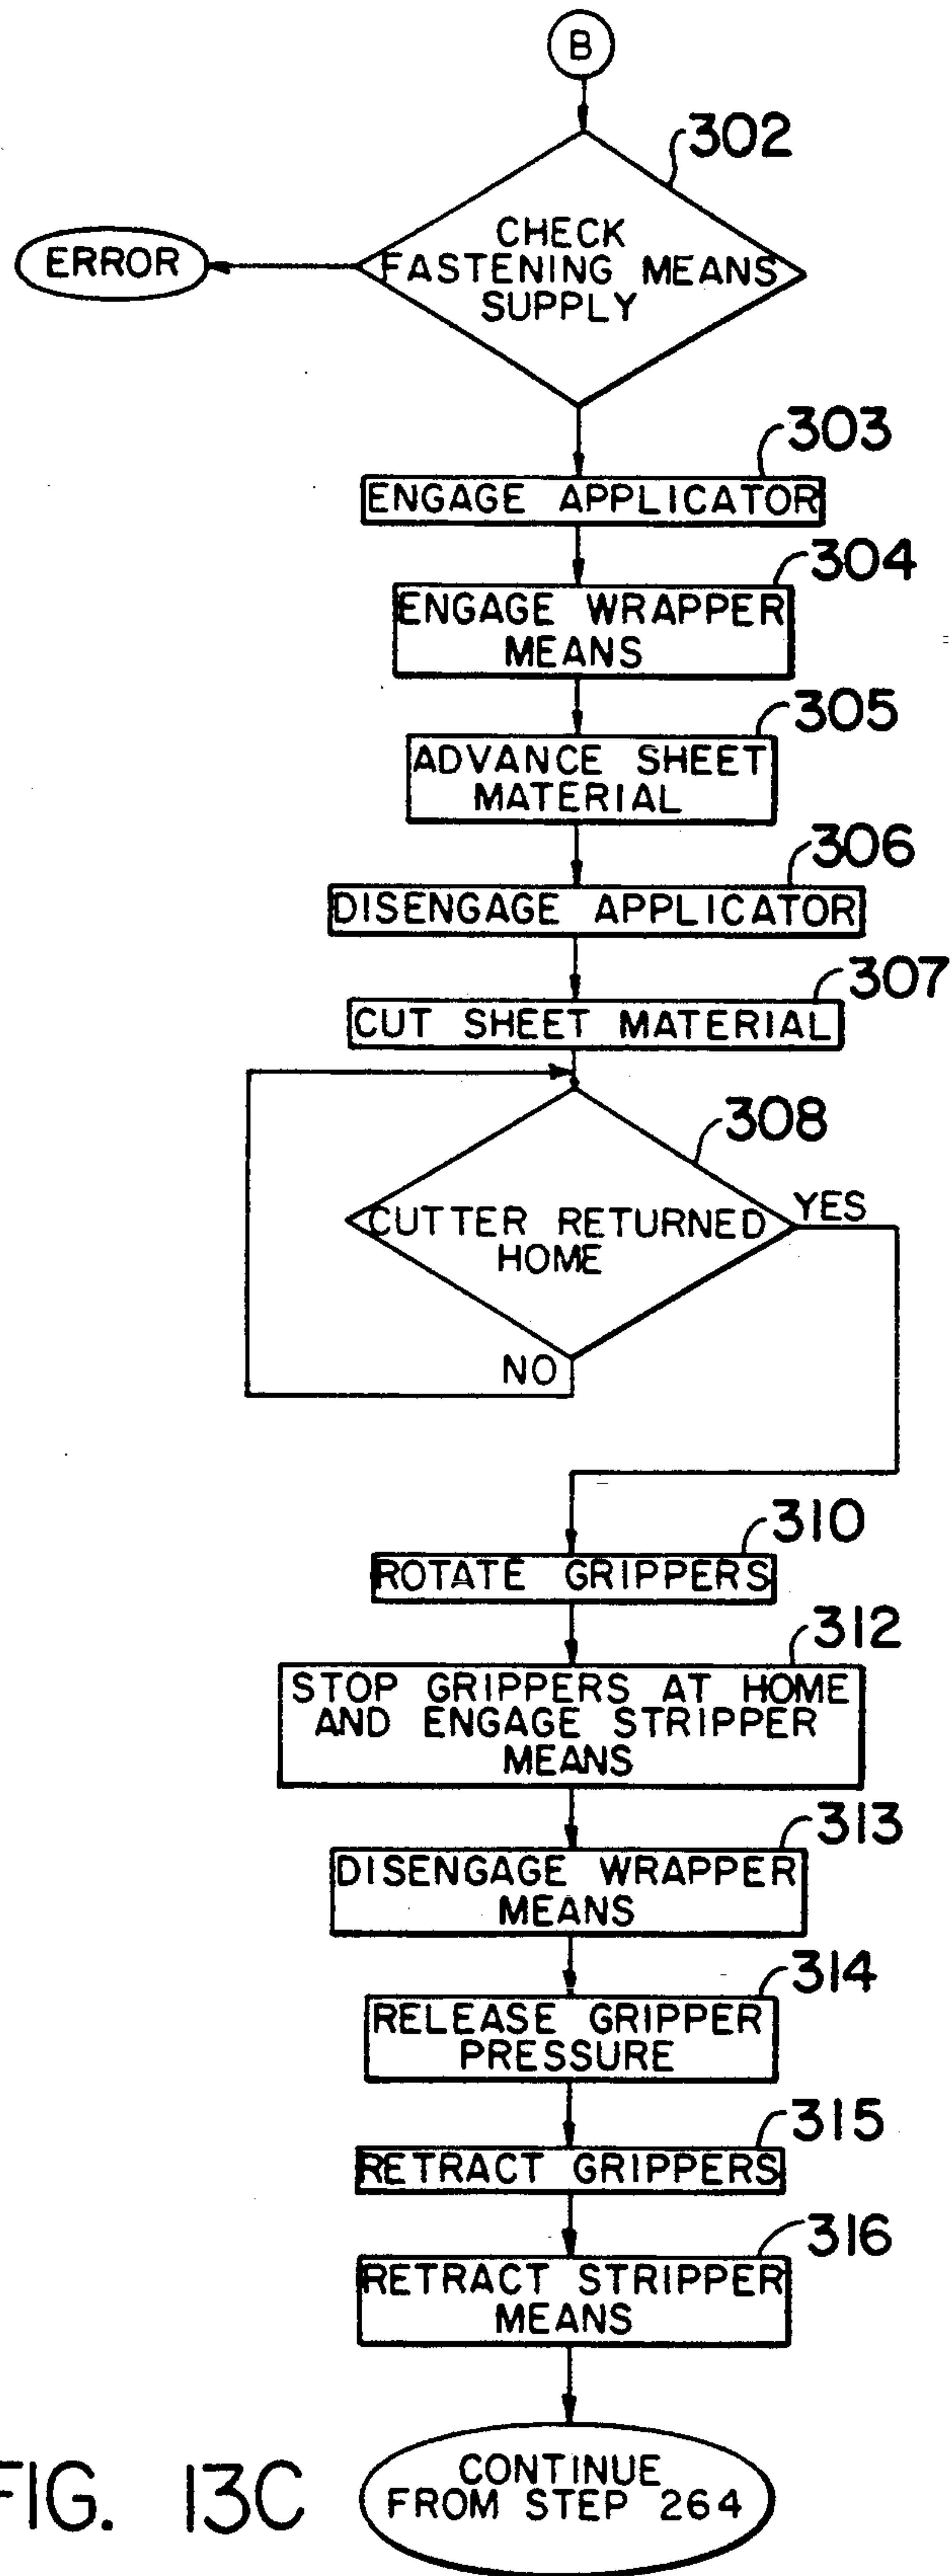 B
302
CHECK
FASTENING MEANS
SUPPLY
ERROR
303
ENGAGE APPLICATOR
304
ENGAGE WRAPPER
MEANS
305
ADVANCE SHEET
MATERIAL
306
DISENGAGE APPLICATOR
307
CUT SHEET MATERIAL
308
CUTTER RETURNED
HOME
YES
NO
310
ROTATE GRIPPERS
312
STOP GRIPPERS AT HOME
AND ENGAGE STRIPPER
MEANS
313
DISENGAGE WRAPPER
MEANS
314
RELEASE GRIPPER
PRESSURE
315
RETRACT GRIPPERS
316
RETRACT STRIPPER
MEANS
CONTINUE
FROM STEP 264
FIG. 13C